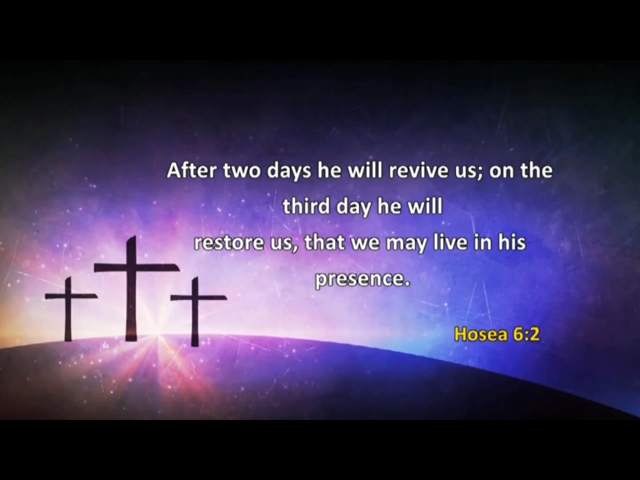 After two days he will revive us; on the
third day he will
restore us, that we may live in his
presence.
Hosea 6:2